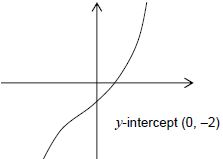 y-intercept (0, –2)